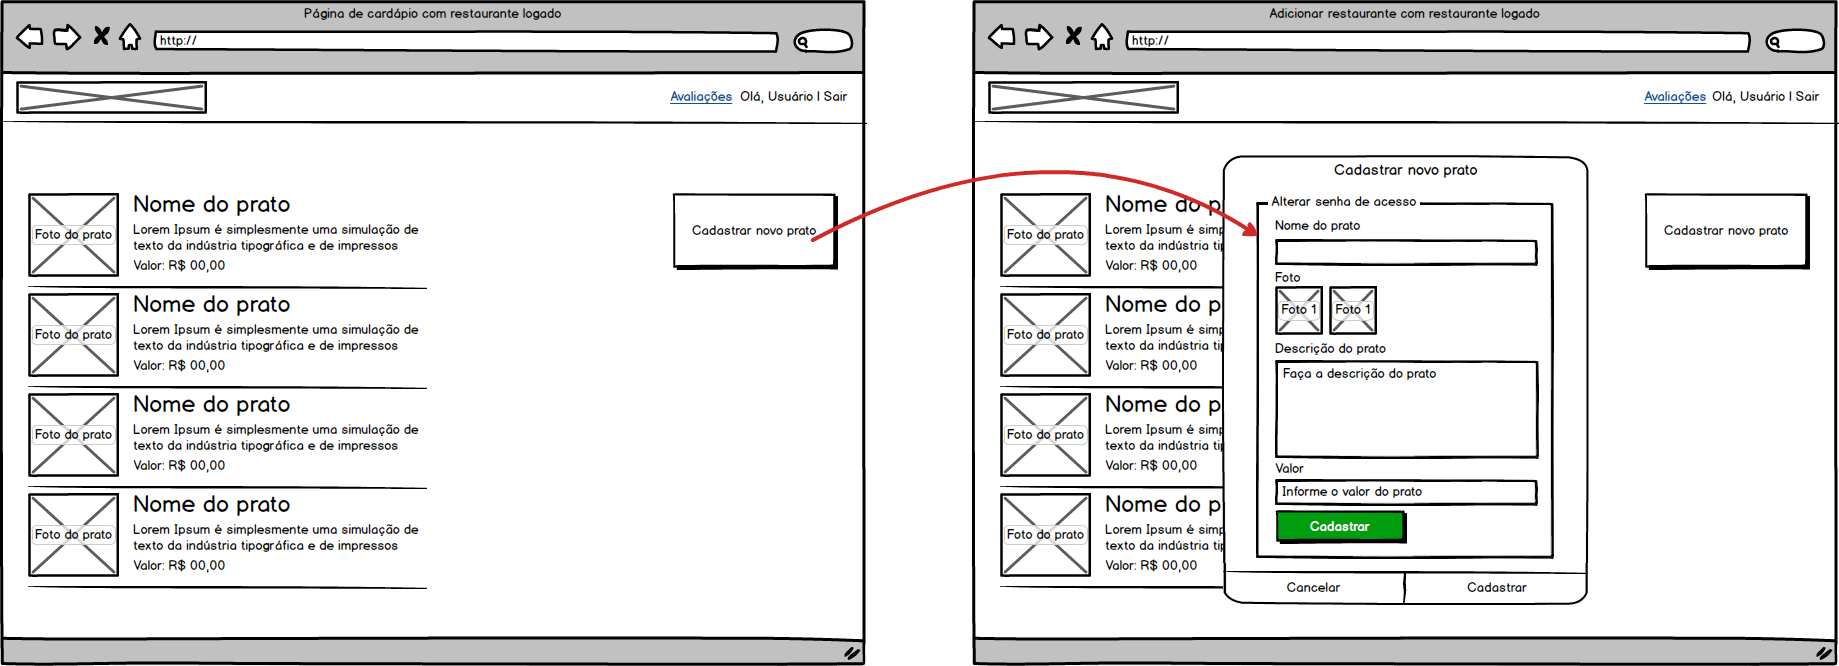 Página de cardápio com restaurante logado
http://
Avaliações Olá, Usuário | Sair
Foto do prato
Nome do prato
Lorem Ipsum é simplesmente uma simulação de
texto da indústria tipográfica e de impressos
Valor: R$ 00,00
Foto do prato
Nome do prato
Lorem Ipsum é simplesmente uma simulação de
texto da indústria tipográfica e de impressos
Valor: R$ 00,00
Foto do prato
Nome do prato
Lorem Ipsum é simplesmente uma simulação de
texto da indústria tipográfica e de impressos
Valor: R$ 00,00
Foto do prato
Nome do prato
Lorem Ipsum é simplesmente uma simulação de
texto da indústria tipográfica e de impressos
Valor: R$ 00,00
Cadastrar novo prato
Adicionar restaurante com restaurante logado
http://
Avaliações Olá, Usuário | Sair
Foto do prato
Nome do p
Lorem Ipsum é simp
texto da indústria tip
Valor: R$ 00,00
Foto do prato
Nome do p
Lorem Ipsum é simp
texto da indústria tip
Valor: R$ 00,00
Foto do prato
Nome do p
Lorem Ipsum é simp
texto da indústria tip
Valor: R$ 00,00
Foto do prato
Nome do p
Lorem Ipsum é simp
texto da indústria tip
Valor: R$ 00,00
Cadastrar novo prato
Alterar senha de acesso
Nome do prato
Foto
Foto 1 Foto 1
Descrição do prato
Faça a descrição do prato
Valor
Informe o valor do prato
Cadastrar
Cancelar Cadastrar
Cadastrar novo prato